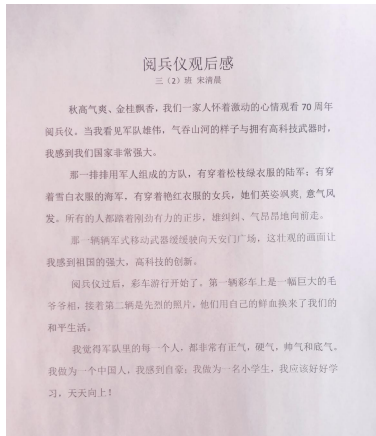 阅兵仪观后感
三（2）班 宋清晨
秋高气爽、金桂飘香，我们一家人怀着激动的心情观看 70 周年
阅兵仪。当我看见军队雄伟，气吞山河的样子与拥有高科技武器时，
我感到我们国家非常强大。
那一排排用军人组成的方队，有穿着松枝绿衣服的陆军；有穿
着雪白衣服的海军，有穿着艳红衣服的女兵，她们英姿飒爽，意气风
发。所有的人都踏着刚劲有力的正步，雄纠纠、气昂昂地向前走。
那一辆辆军式移动武器缓缓驶向天安门广场，这壮观的画面让
我感到祖国的强大，高科技的创新。
阅兵仪过后，彩车游行开始了，第一辆彩车上是一幅巨大的毛
爷爷相，接着第二辆是先烈的照片，他们用自己的鲜血换来了我们的
和平生活。
我觉得军队里的每一个人，都非常有正气，硬气，帅气和底气。
我做为一个中国人，我感到自豪；我做为一名小学生，我应该好好学
习，天天向上！